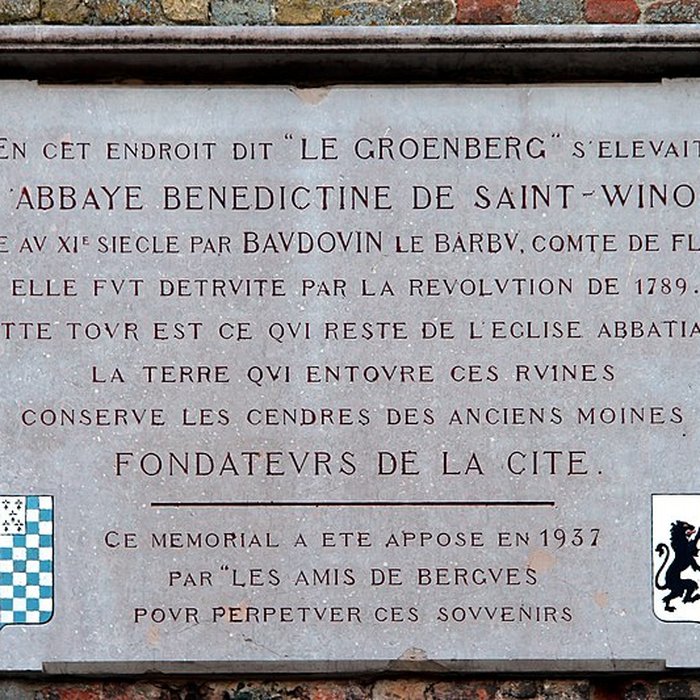 EN CET ENDROIT DIT "LE GROENBERG" S'ELEVAIT
'ABBAYE BENEDICTINE DE SAINT-WINO
E AV XIE SIECLE PAR BAVDOVIN LE BARBV, COMTE DE FL
ELLE FVT DETRVITE PAR LA REVOLVTION DE 1789.
TTE TOVR EST CE QVI RESTE DE L'EGLISE ABBATIA
LA TERRE QVI ENTOVRE CES RVINES
CONSERVE LES CENDRES DES ANCIENS MOINES
FONDATEVRS DE LA CITE.
CE MEMORIAL A ETE APPOSE EN 1937
PAR "LES AMIS DE BERGVES
POVR PERPETVER CES SOVVENIRS